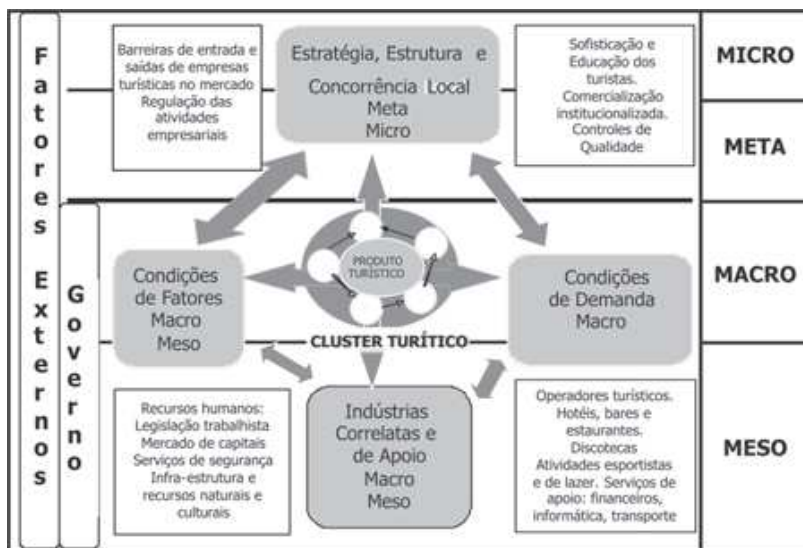 Fatores Externos
Governo
Barreiras de entrada e
saídas de empresas
turísticas no mercado
Regulação das
atividades
empresariais
Estratégia, Estrutura e
Concorrência Local
Meta
Micro
Sofisticação e
Educação dos
turistas.
Comercialização
institucionalizada.
Controles de
Qualidade
MICRO
META
MACRO
MESO
Condições
de Fatores
Macro
Meso
PRODUTO
TURÍSTICO
CLUSTER TURÍTICO
Condições
de Demanda
Macro
Recursos humanos:
Legislação trabalhista
Mercado de capitais
Serviços de segurança
Infra-estrutura e
recursos naturais e
culturais
Indústrias
Correlatas e
de Apoio
Macro
Meso
Operadores turísticos.
Hotéis, bares e
estaurantes.
Discotecas
Atividades esportistas
e de lazer. Serviços de
apoio: financeiros,
informática, transporte